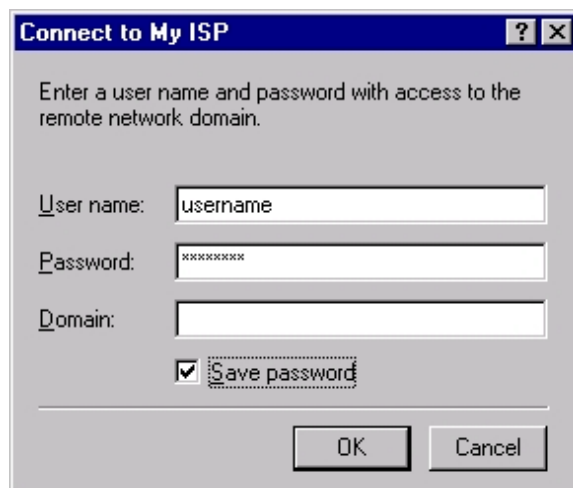 Connect to My ISP
Enter a user name and password with access to the
remote network domain.
User name: username
Password: ********
Domain:
Save password
OK Cancel